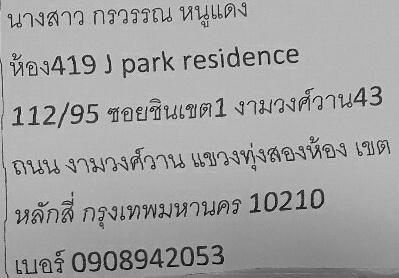 นางสาว กรวรรณ หนูแดง
ห้อง419 J park residence
112/95 ซอยชินเขต1 งามวงศ์วาน43
ถนน งามวงศ์วาน แขวงทุ่งสองห้อง เขต
หลักสี่ กรุงเทพมหานคร 10210
เบอร์ 0908942053